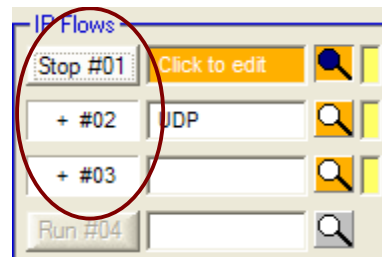 IP Flows
Stop #01 Click to edit
+ #02 UDP
+ #03
Run #04